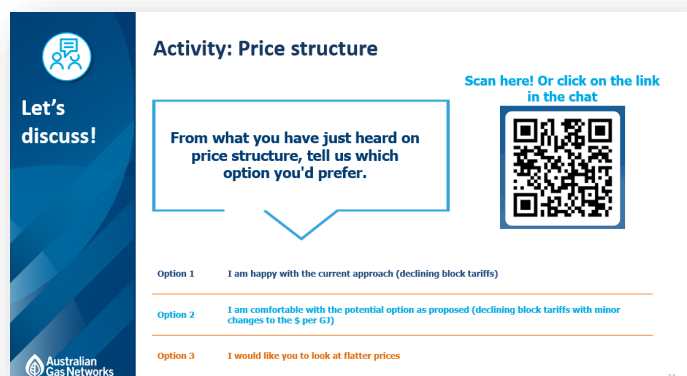 Let's
discuss!
Activity: Price structure
Scan here! Or click on the link
in the chat
From what you have just heard on
price structure, tell us which
option you'd prefer.
Option 1 I am happy with the current approach (declining block tariffs)
Option 2 I am comfortable with the potential option as proposed (declining block tariffs with minor
changes to the $ per GJ)
Option 3 I would like you to look at flatter prices
Australian
Gas Networks